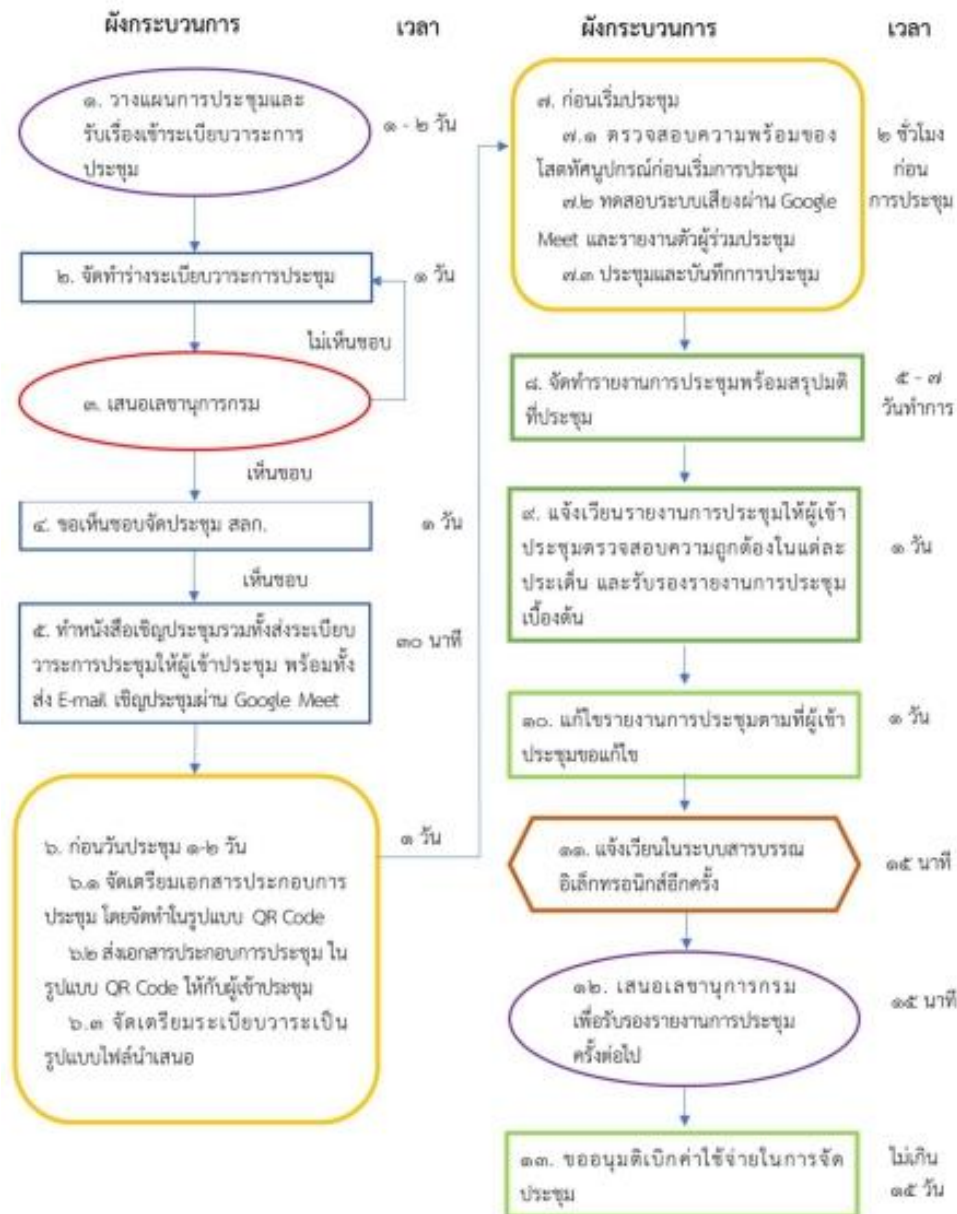 ผังกระบวนการ
เวลา
๑. วางแผนการประชุมและ
รับเรื่องเข้าระเบียบวาระการ
ประชุม
๑ - ๒ วัน
๒. จัดทำร่างระเบียบวาระการประชุม
๑ วัน
ไม่เห็นชอบ
๓. เสนอเลขานุการกรม
เห็นชอบ
๔. ขอเห็นชอบจัดประชุม สลก.
๑ วัน
เห็นชอบ
๕. ทำหนังสือเชิญประชุมรวมทั้งส่งระเบียบ
วาระการประชุมให้ผู้เข้าประชุม พร้อมทั้ง
ส่ง E-mail เชิญประชุมผ่าน Google Meet
๓๐ นาที
๖. ก่อนวันประชุม ๑-๒ วัน
๖.๑ จัดเตรียมเอกสารประกอบการ
ประชุม โดยจัดทำในรูปแบบ QR Code
๖.๒ ส่งเอกสารประกอบการประชุม ใน
รูปแบบ QR Code ให้กับผู้เข้าประชุม
๖.๓ จัดเตรียมระเบียบวาระเป็น
รูปแบบไฟล์นำเสนอ
๑ วัน
ผังกระบวนการ
เวลา
๗. ก่อนเริ่มประชุม
๗.๑ ตรวจสอบความพร้อมของ
โสตทัศนูปกรณ์ก่อนเริ่มการประชุม
๗.๒ ทดสอบระบบเสียงผ่าน Google
Meet และรายงานตัวผู้ร่วมประชุม
๗.๓ ประชุมและบันทึกการประชุม
๒ ชั่วโมง
ก่อน
การประชุม
๘. จัดทำรายงานการประชุมพร้อมสรุปมติ
ที่ประชุม
๕ - ๗
วันทำการ
๙. แจ้งเวียนรายงานการประชุมให้ผู้เข้า
ประชุมตรวจสอบความถูกต้องในแต่ละ
ประเด็น และรับรองรายงานการประชุม
เบื้องต้น
๑ วัน
๑๐. แก้ไขรายงานการประชุมตามที่ผู้เข้า
ประชุมขอแก้ไข
๑ วัน
๑๑. แจ้งเวียนในระบบสารบรรณ
อิเล็กทรอนิกส์อีกครั้ง
๑๕ นาที
๑๒. เสนอเลขานุการกรม
เพื่อรับรองรายงานการประชุม
ครั้งต่อไป
๑๕ นาที
๑๓. ขออนุมัติเบิกค่าใช้จ่ายในการจัด
ประชุม
ไม่เกิน
๑๕ วัน